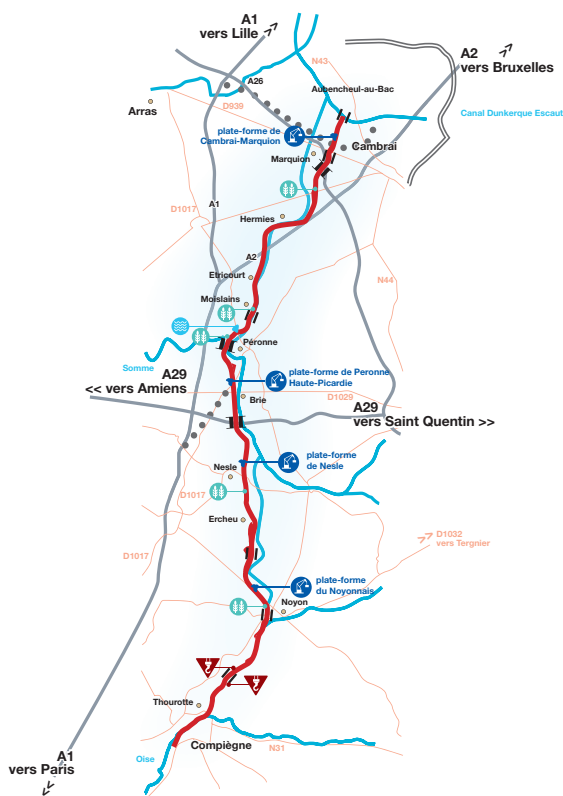 A1
vers Lille
N43
A2
vers Bruxelles
A26
Aubencheul-au-Bac
Arras
D939
Canal Dunkerque Escaut
plate-forme de
Cambrai-Marquion
Cambrai
Marquion
D1017
A1
Hermies
A2
Etricourt
N44
Moislains
Péronne
Somme
A29
<< vers Amiens
plate-forme de Peronne
Haute-Picardie
D1029
Brie
A29
vers Saint Quentin >>
plate-forme
de Nesle
Nesle
D1017
Ercheu
D1032
vers Tergnier
D1017
plate-forme
du Noyonnais
Noyon
Thourotte
Compiègne
N31
Oise
A1
vers Paris